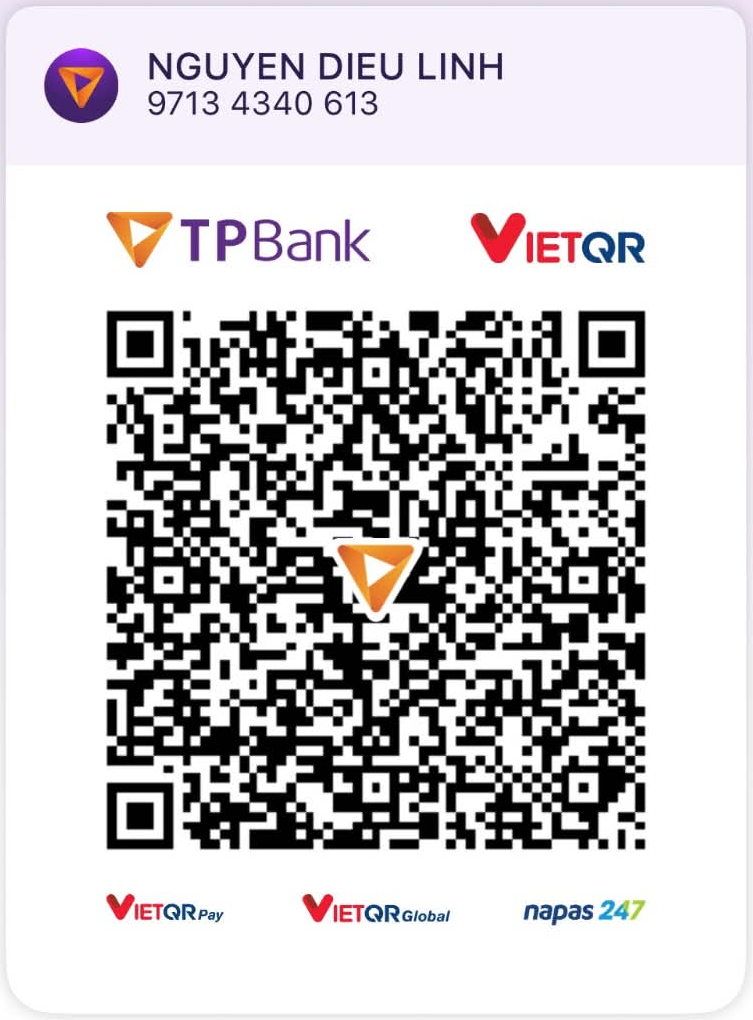 NGUYEN DIEU LINH
9713 4340 613
TPBank
VIETQR
VIETQR Pay
VIETQR Global
napas 247